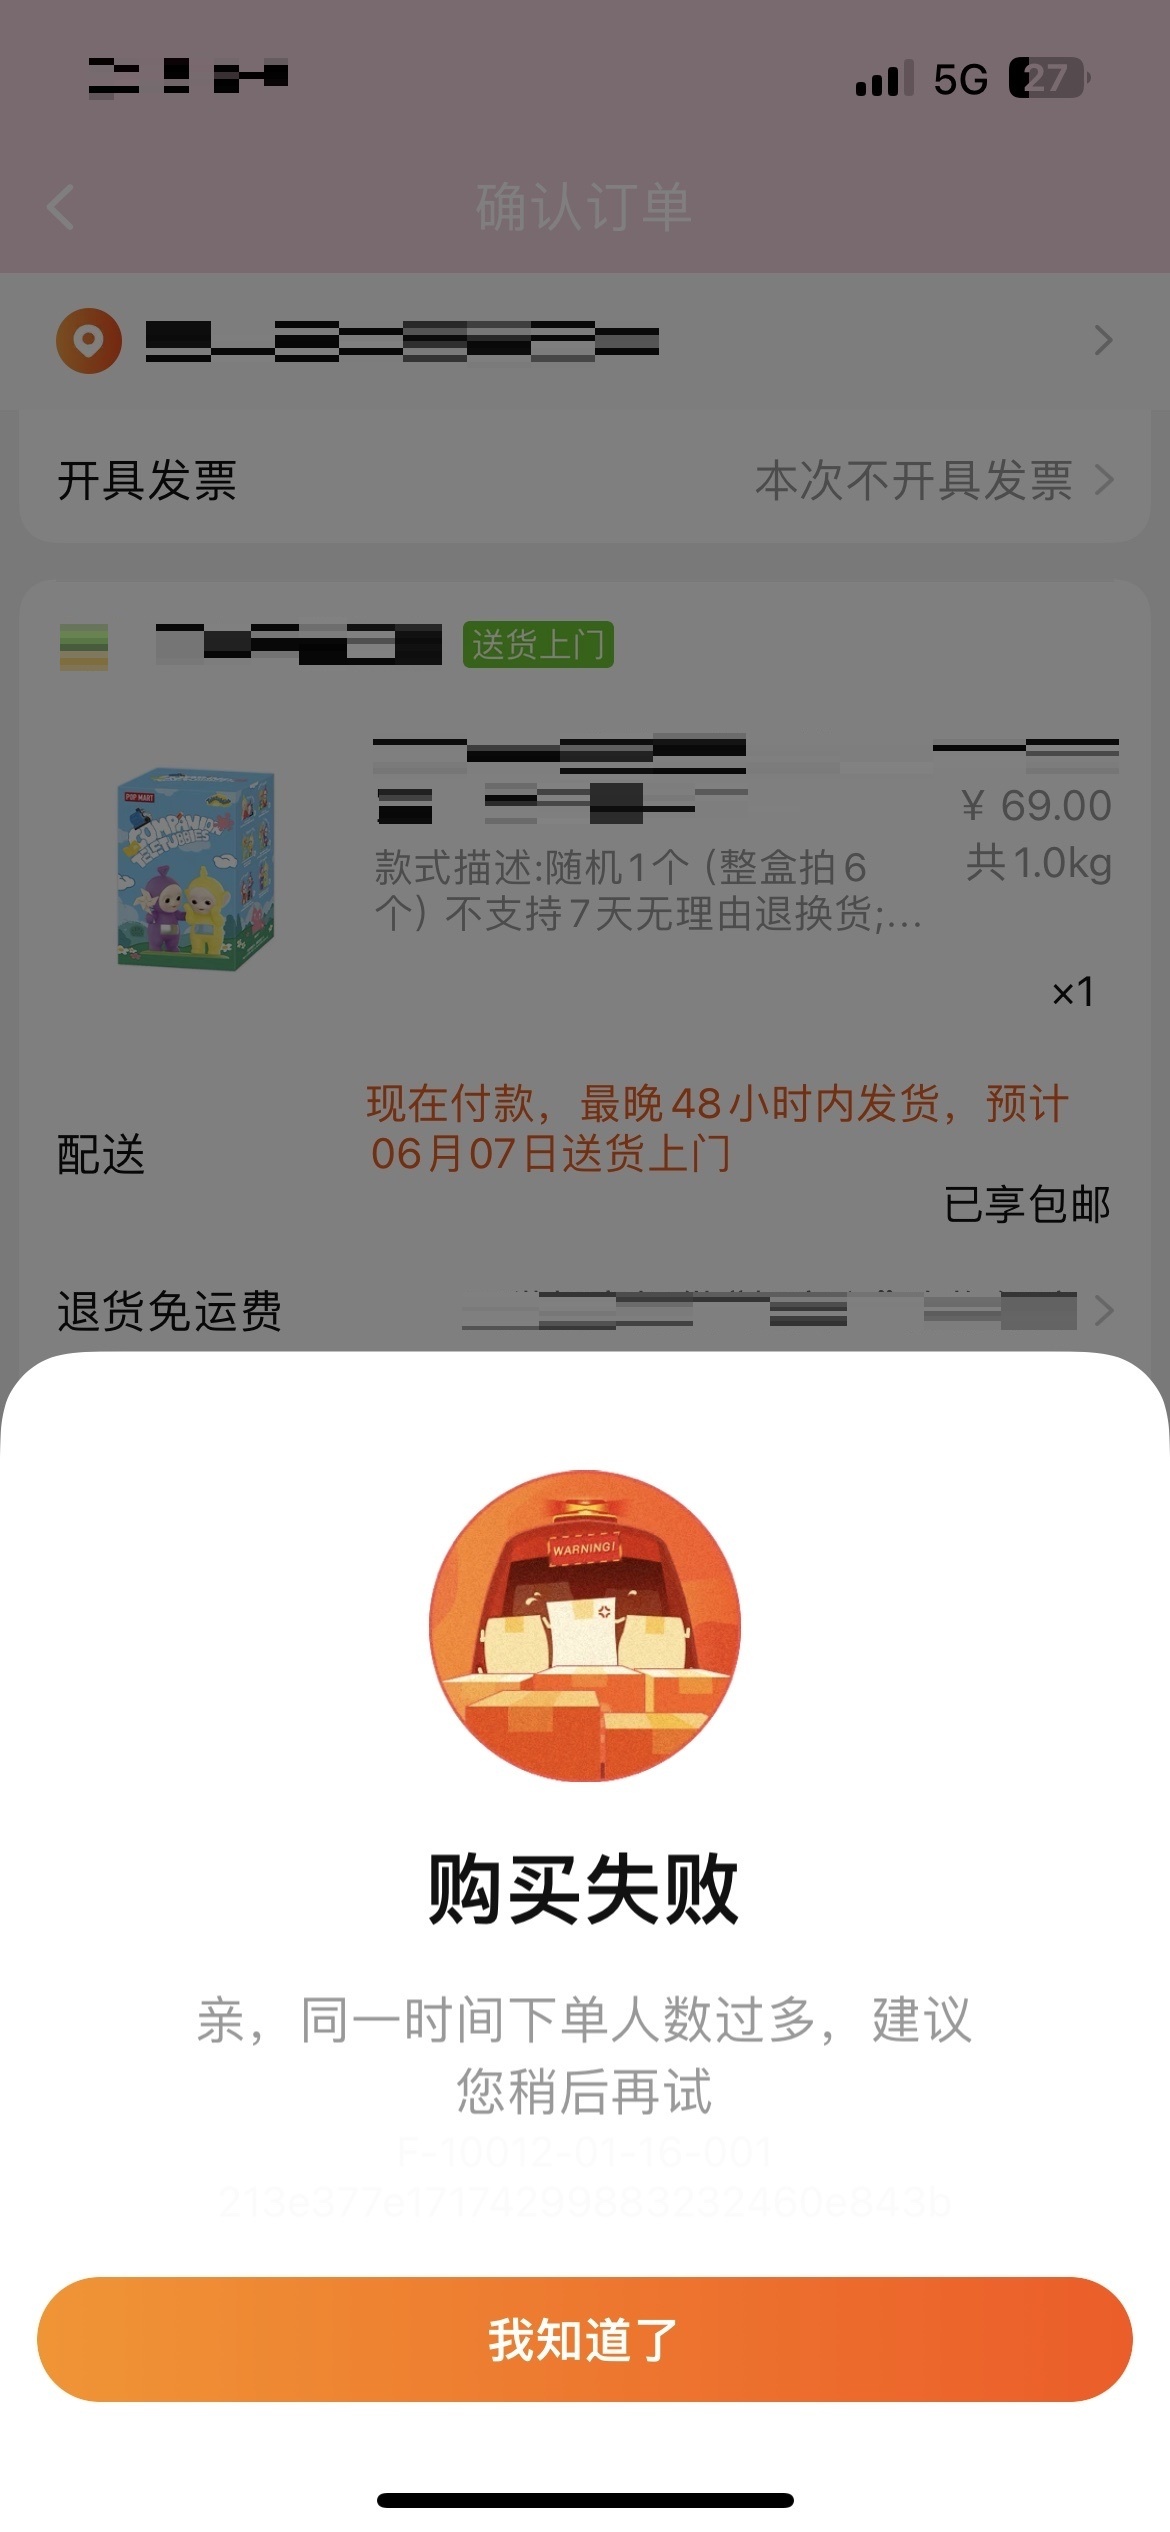 5G 27
确认订单
开具发票 本次不开具发票
送货上门
¥ 69.00
款式描述:随机1个（整盒拍6 共1.0kg
个）不支持7天无理由退换货;...
POP MART
COMPANION
TELETUBBIES
×1
现在付款，最晚48小时内发货，预计
06月07日送货上门
配送
已享包邮
退货免运费
WARNING!
购买失败
亲，同一时间下单人数过多，建议
您稍后再试
F-10012-01-16-001
213e377e17174299883232460e843b
我知道了